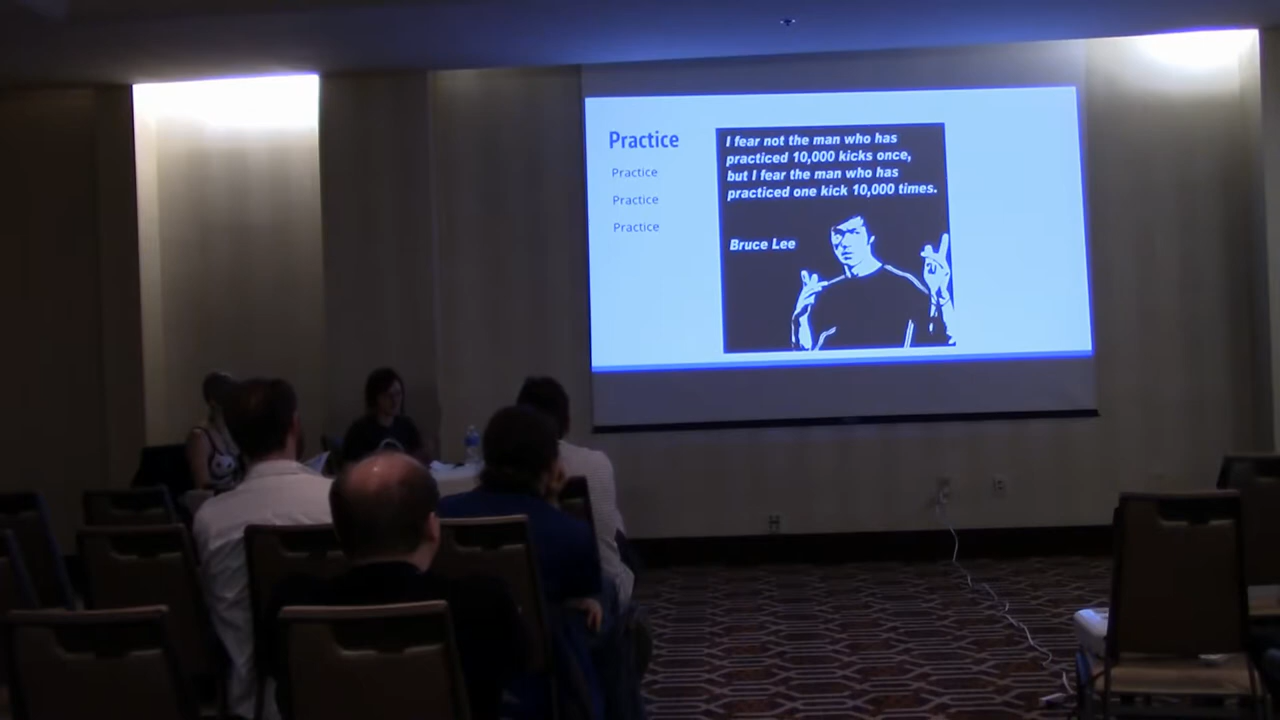 Practice
Practice
Practice
Practice
I fear not the man who has
practiced 10,000 kicks once,
but I fear the man who has
practiced one kick 10,000 times.
Bruce Lee